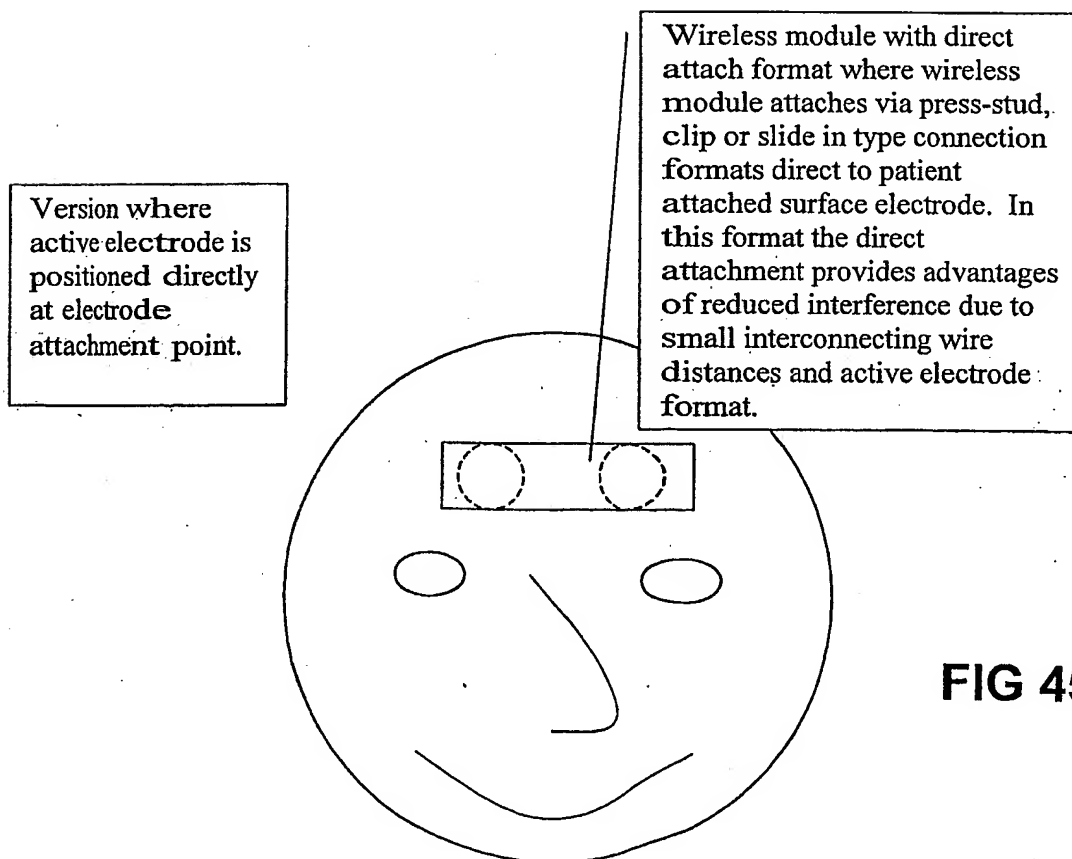 Wireless module with direct
attach format where wireless
module attaches via press-stud,
clip or slide in type connection
formats direct to patient
attached surface electrode. In
this format the direct
attachment provides advantages
of reduced interference due to
small interconnecting wire
distances and active electrode
format.
Version where
active electrode is
positioned directly
at electrode
attachment point.
FIG 45